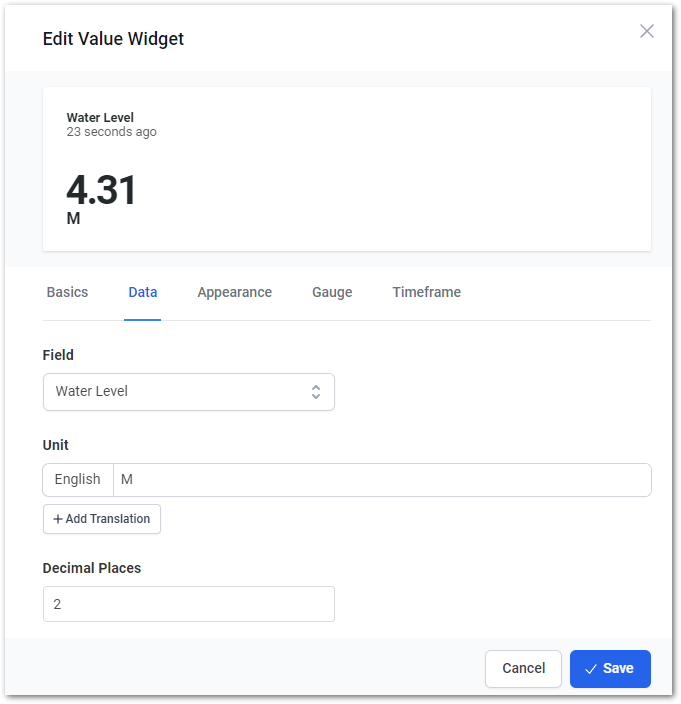 Edit Value Widget
Water Level
23 seconds ago
4.31
M
Basics Data Appearance Gauge Timeframe
Field
Water Level
Unit
English M
+ Add Translation
Decimal Places
2
Cancel Save